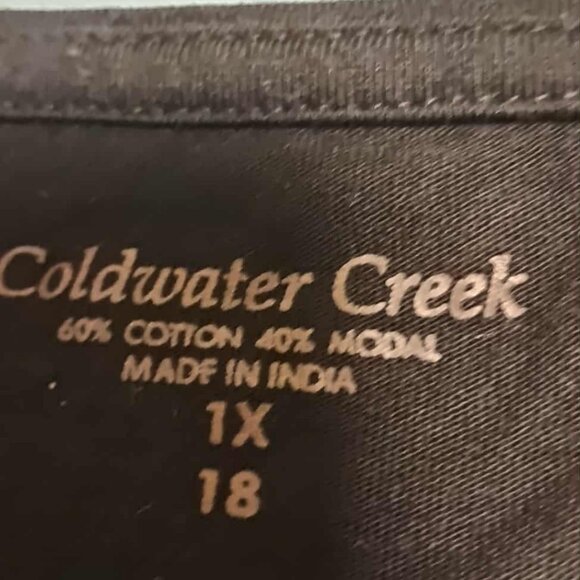 Coldwater Creek
60% COTTON 40% MODAL
MADE IN INDIA
1X
18